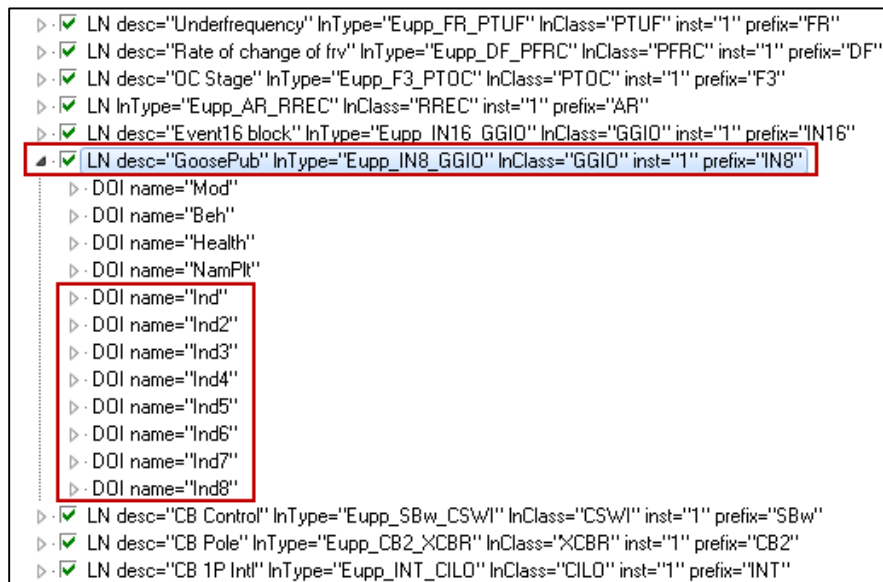 LN desc="Underfrequency" lnType="Eupp_FR_PTUF" lnClass="PTUF" inst="1" prefix="FR"
LN desc="Rate of change of frv" lnType="Eupp_DF_PFRC" lnClass="PFRC" inst="1" prefix="DF"
LN desc="OC Stage" lnType="Eupp_F3_PTOC" lnClass="PTOC" inst="1" prefix="F3"
LN lnType="Eupp_AR_RREC" lnClass="RREC" inst="1" prefix="AR"
LN desc="Event16 block" lnType="Eupp_IN16_GGIO" lnClass="GGIO" inst="1" prefix="IN16"
LN desc="GoosePub" lnType="Eupp_IN8_GGIO" lnClass="GGIO" inst="1" prefix="IN8"
DOI name="Mod"
DOI name="Beh"
DOI name="Health"
DOI name="NamPlt"
DOI name="Ind"
DOI name="Ind2"
DOI name="Ind3"
DOI name="Ind4"
DOI name="Ind5"
DOI name="Ind6"
DOI name="Ind7"
DOI name="Ind8"
LN desc="CB Control" lnType="Eupp_SBw_CSWI" lnClass="CSWI" inst="1" prefix="SBw"
LN desc="CB Pole" lnType="Eupp_CB2_XCBR" lnClass="XCBR" inst="1" prefix="CB2"
LN desc="CB 1P Intl" lnType="Eupp_INT_CILO" lnClass="CILO" inst="1" prefix="INT"